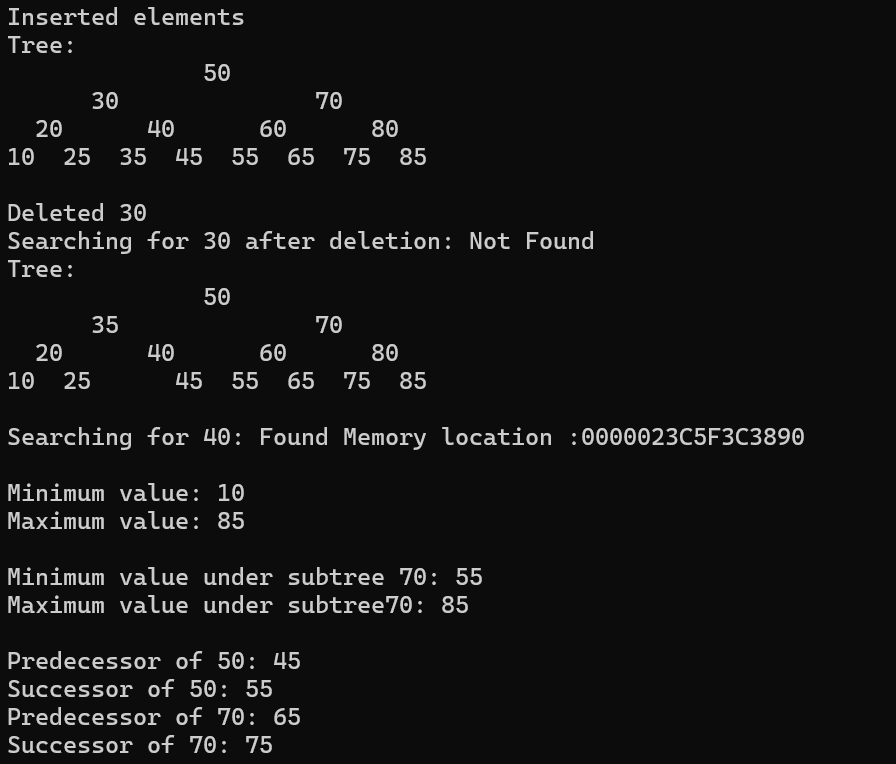 Inserted elements
Tree:
              50
      30              70
  20      40      60      80
10  25  35  45  55  65  75  85

Deleted 30
Searching for 30 after deletion: Not Found
Tree:
              50
      35              70
  20      40      60      80
10  25      45  55  65  75  85

Searching for 40: Found Memory location :0000023C5F3C3890

Minimum value: 10
Maximum value: 85

Minimum value under subtree 70: 55
Maximum value under subtree70: 85

Predecessor of 50: 45
Successor of 50: 55
Predecessor of 70: 65
Successor of 70: 75